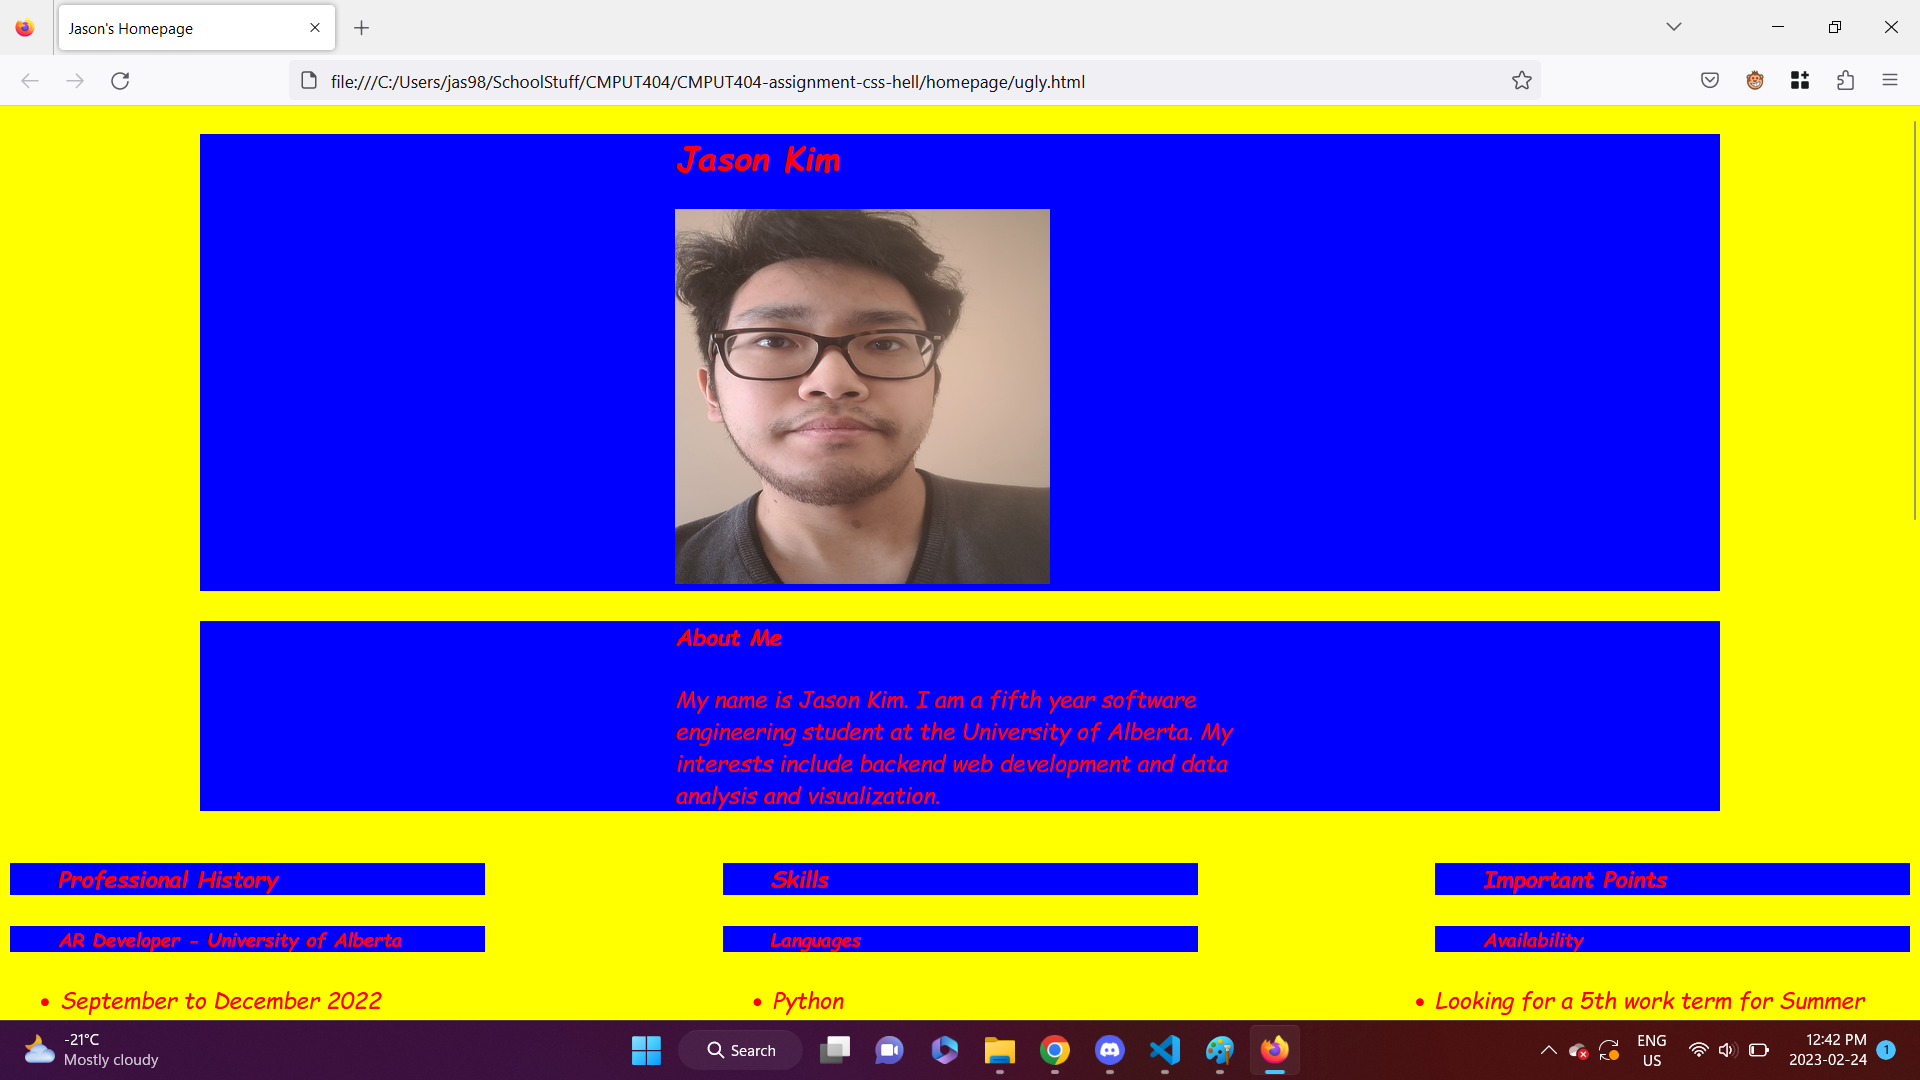 Jason's Homepage
file:///C:/Users/jas98/SchoolStuff/CMPUT404/CMPUT404-assignment-css-hell/homepage/ugly.html
Jason Kim
About Me
My name is Jason Kim. I am a fifth year software
engineering student at the University of Alberta. My
interests include backend web development and data
analysis and visualization.
Professional History
Skills
Important Points
AR Developer - University of Alberta
Languages
Availability
• September to December 2022
• Python
• Looking for a 5th work term for Summer
-21°C
Mostly cloudy
Search
ENG
US
12:42 PM
2023-02-24
1